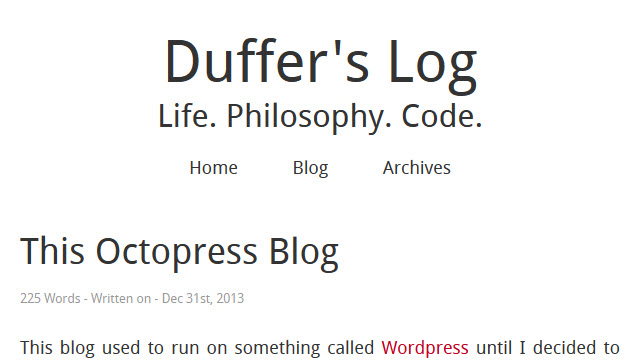 Duffer's Log
Life. Philosophy. Code.
Home Blog Archives
This Octopress Blog
225 Words - Written on - Dec 31st, 2013
This blog used to run on something called Wordpress until I decided to